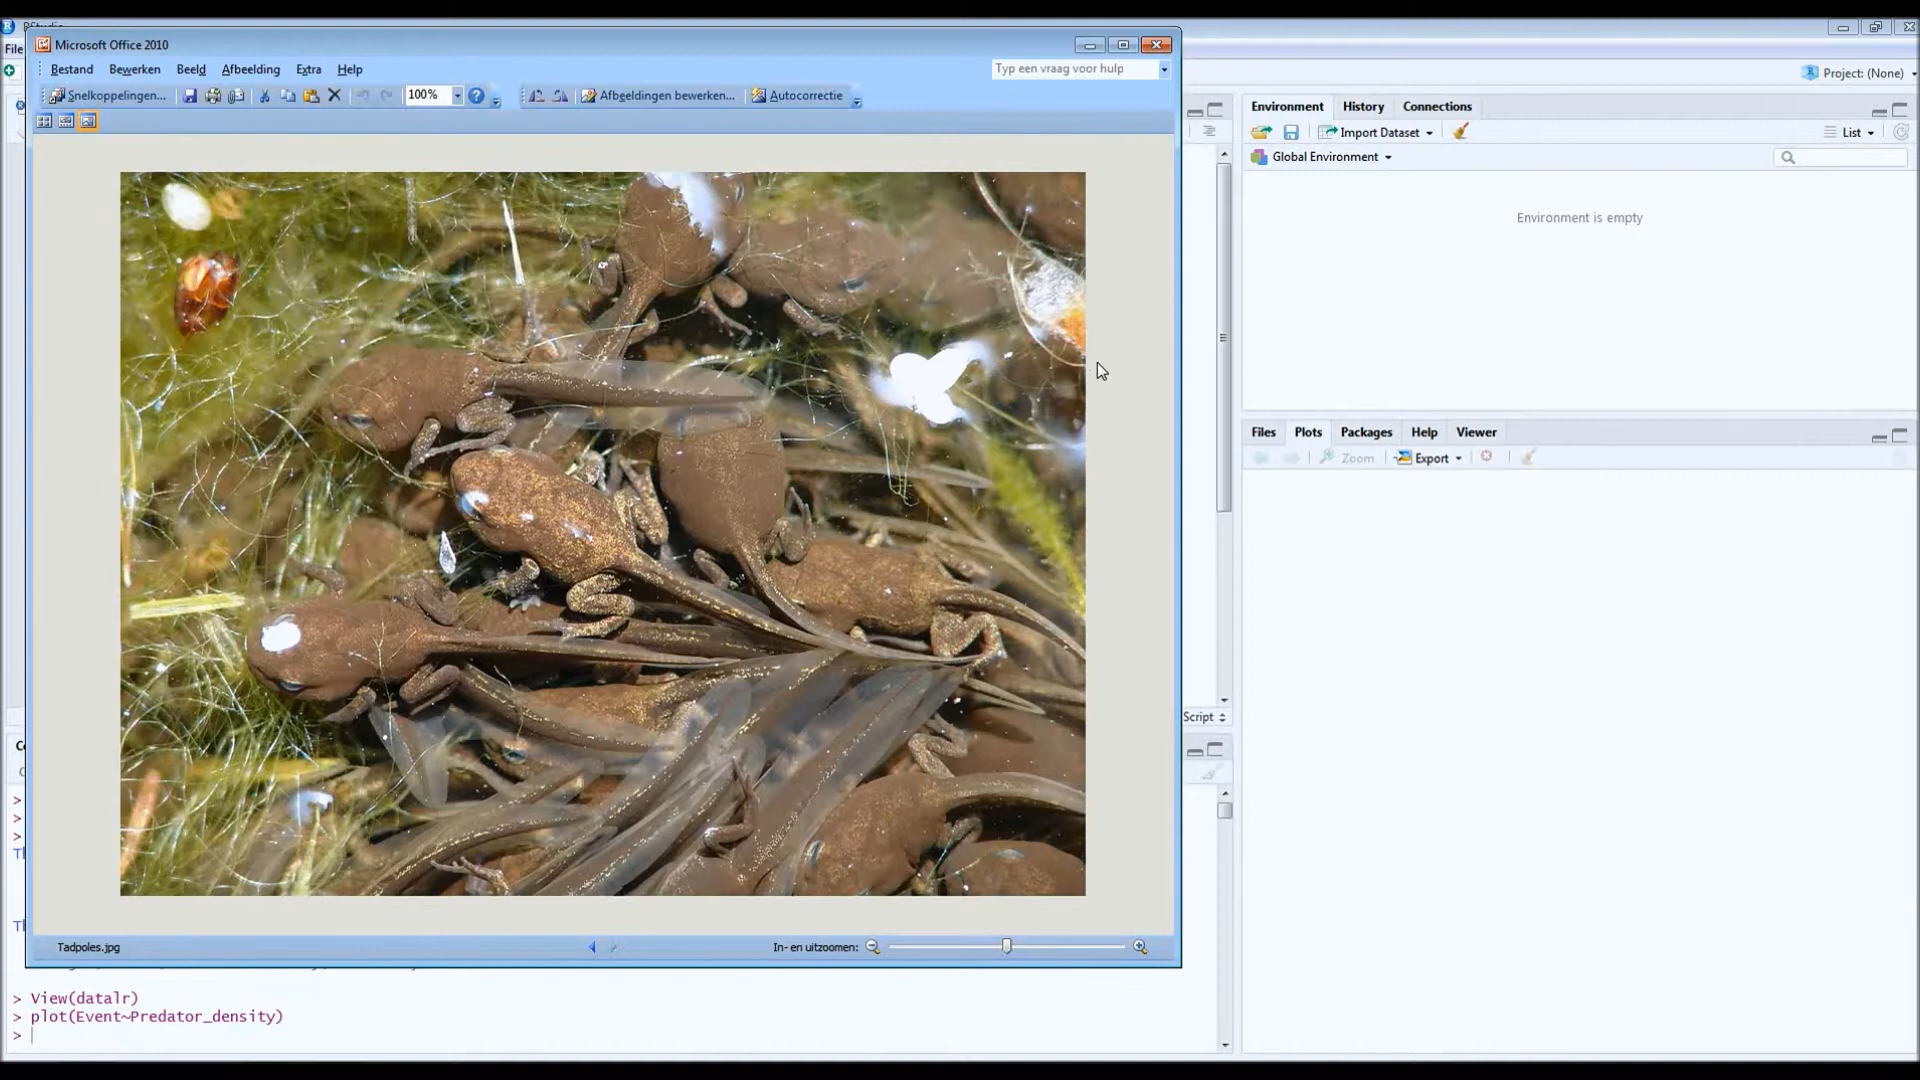 RStudio
File
Microsoft Office 2010
Bestand Bewerken Beeld Afbeelding Extra Help
Typ een vraag voor hulp
Snelkoppelingen... 100% Afbeeldingen bewerken... Autocorrectie
Project: (None)
Environment History Connections
Import Dataset List
Global Environment
Environment is empty
Files Plots Packages Help Viewer
Zoom Export
Script
>
>
>
Tadpoles.jpg
In- en uitzoomen:
> View(datalr)
> plot(Event~Predator_density)
>